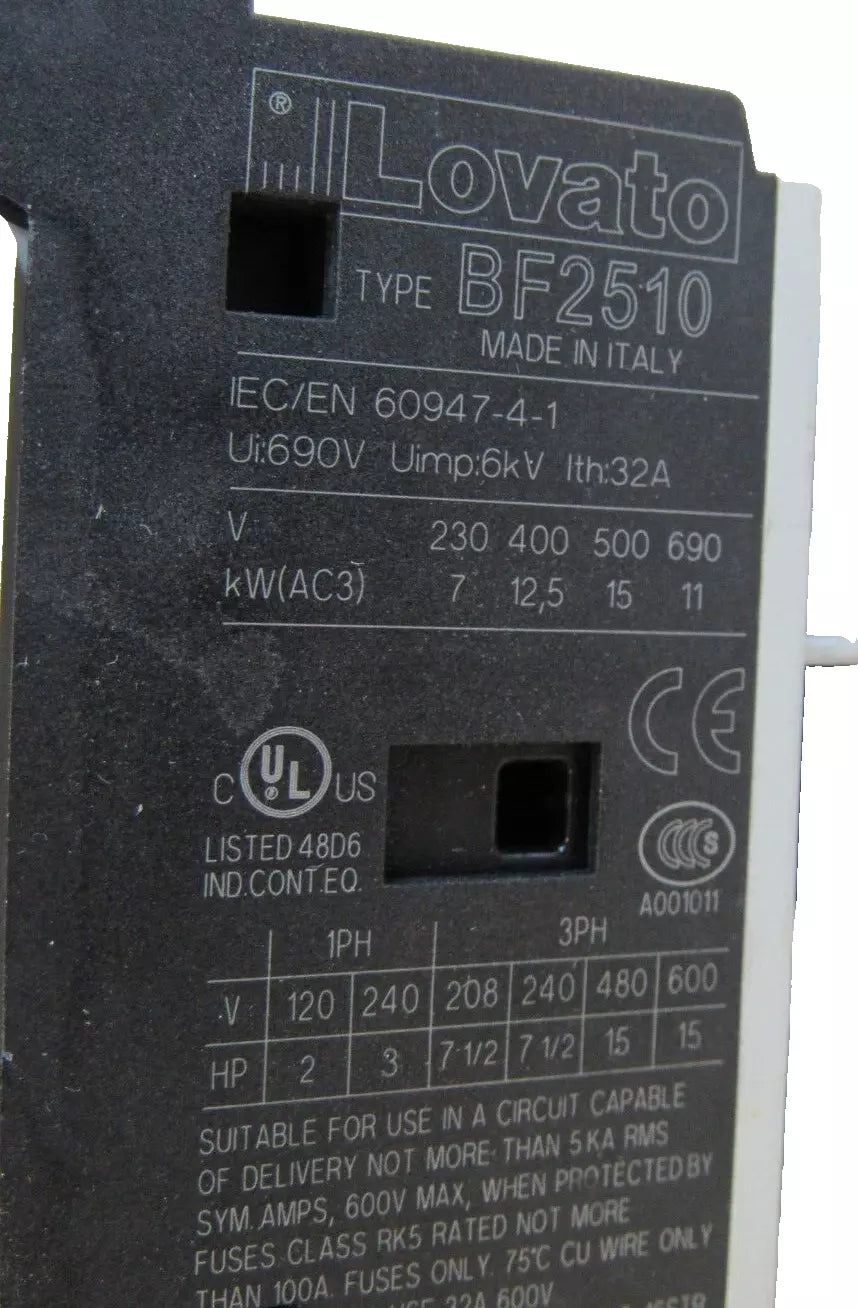 ®
Lovato
TYPE BF2510
MADE IN ITALY
IEC/EN 60947-4-1
Ui:690V Uimp:6kV Ith:32A
V 230 400 500 690
kW(AC3) 7 12,5 15 11
CE
C UL US
LISTED 48D6
IND.CONT.EQ.
CCC S
A001011
1PH 3PH
V 120 240 208 240 480 600
HP 2 3 7 1/2 7 1/2 15 15
SUITABLE FOR USE IN A CIRCUIT CAPABLE
OF DELIVERY NOT MORE THAN 5KA RMS
SYM.AMPS, 600V MAX, WHEN PROTECTED BY
FUSES CLASS RK5 RATED NOT MORE
THAN 100A. FUSES ONLY. 75°C CU WIRE ONLY
32A 600V